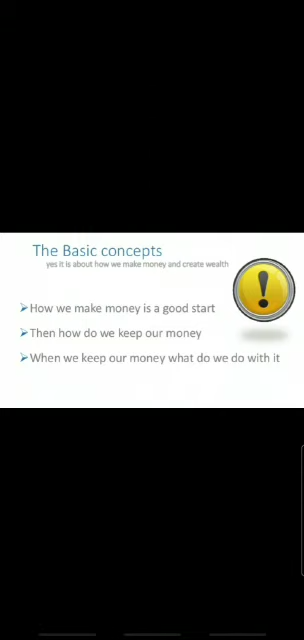 The Basic concepts
yes it is about how we make money and create wealth
How we make money is a good start
Then how do we keep our money
When we keep our money what do we do with it